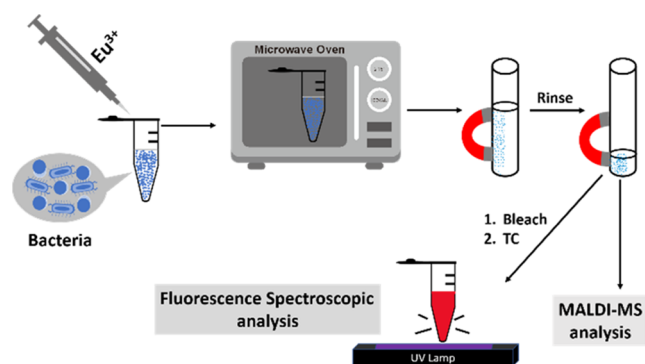 Eu3+
Microwave Oven
Rinse
Bacteria
1. Bleach
2. TC
Fluorescence Spectroscopic
analysis
MALDI-MS
analysis
UV Lamp